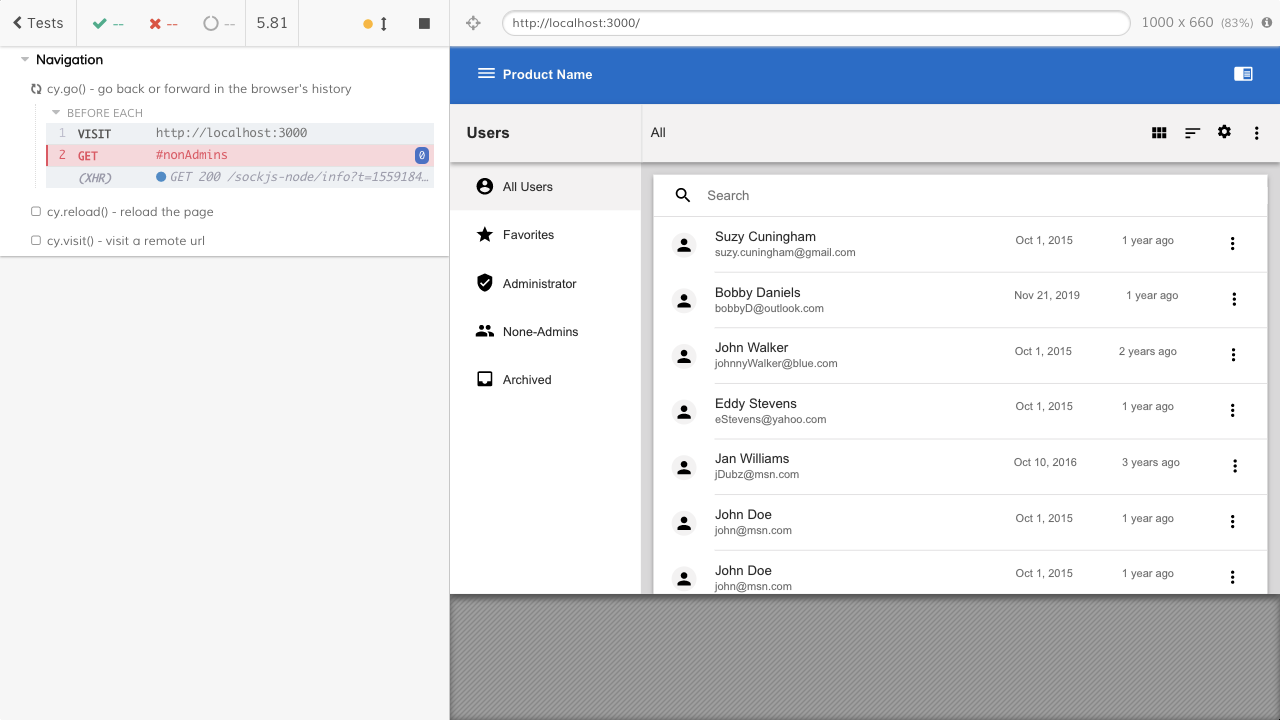 Tests
--
--
--
5.81
http://localhost:3000/
1000 x 660 (83%)
Navigation
cy.go() - go back or forward in the browser's history
BEFORE EACH
1 VISIT http://localhost:3000
2 GET #nonAdmins 0
(XHR) GET 200 /sockjs-node/info?t=1559184…
cy.reload() - reload the page
cy.visit() - visit a remote url
Product Name
Users
All
All Users
Favorites
Administrator
None-Admins
Archived
Search
Suzy Cuningham Oct 1, 2015 1 year ago
suzy.cuningham@gmail.com
Bobby Daniels Nov 21, 2019 1 year ago
bobbyD@outlook.com
John Walker Oct 1, 2015 2 years ago
johnnyWalker@blue.com
Eddy Stevens Oct 1, 2015 1 year ago
eStevens@yahoo.com
Jan Williams Oct 10, 2016 3 years ago
jDubz@msn.com
John Doe Oct 1, 2015 1 year ago
john@msn.com
John Doe Oct 1, 2015 1 year ago
john@msn.com